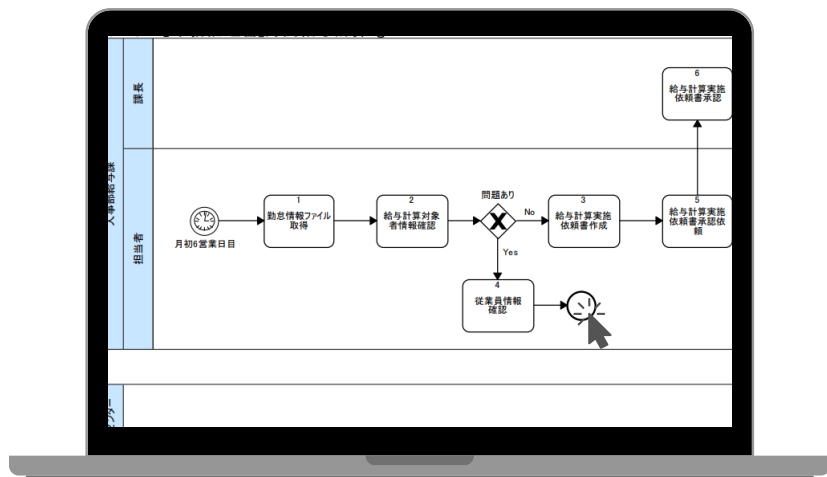 課長
6
給与計算実施
依頼書承認
人事部給与課
担当者
月初6営業日目
1
勤怠情報ファイル
取得
2
給与計算対象
者情報確認
問題あり
No
Yes
3
給与計算実施
依頼書作成
5
給与計算実施
依頼書承認依
頼
4
従業員情報
確認